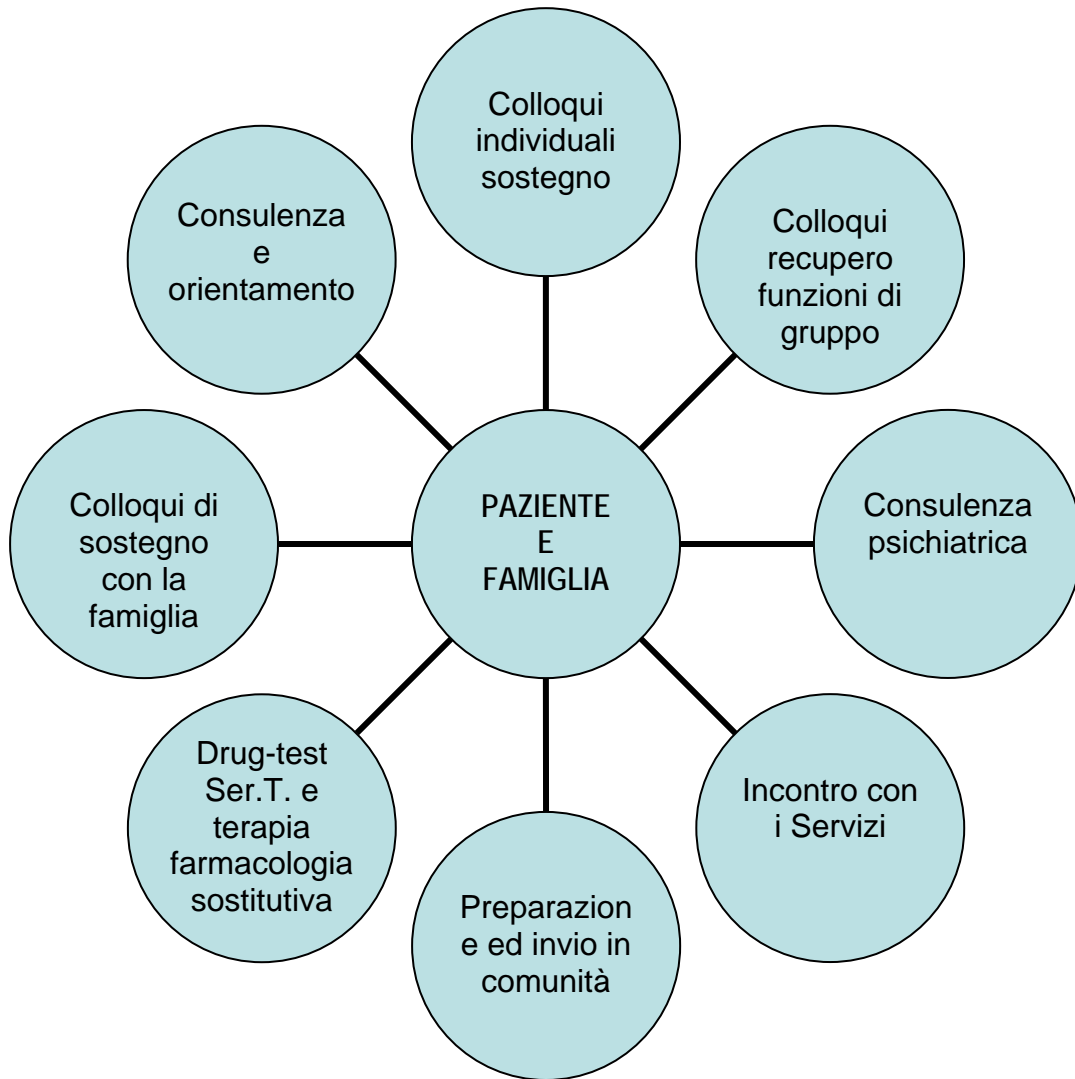 Colloqui
individuali
sostegno
Colloqui
recupero
funzioni di
gruppo
Consulenza
psichiatrica
Incontro con
i Servizi
Preparazion
e ed invio in
comunità
Drug-test
Ser.T. e
terapia
farmacologia
sostitutiva
Colloqui di
sostegno
con la
famiglia
Consulenza
e
orientamento
PAZIENTE
E
FAMIGLIA